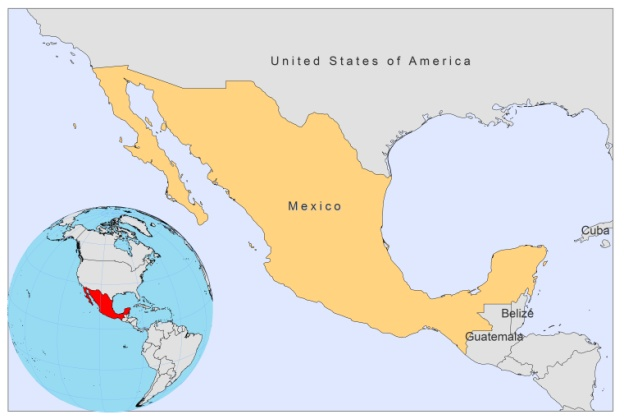 United States of America
Mexico
Cuba
Belize
Guatemala